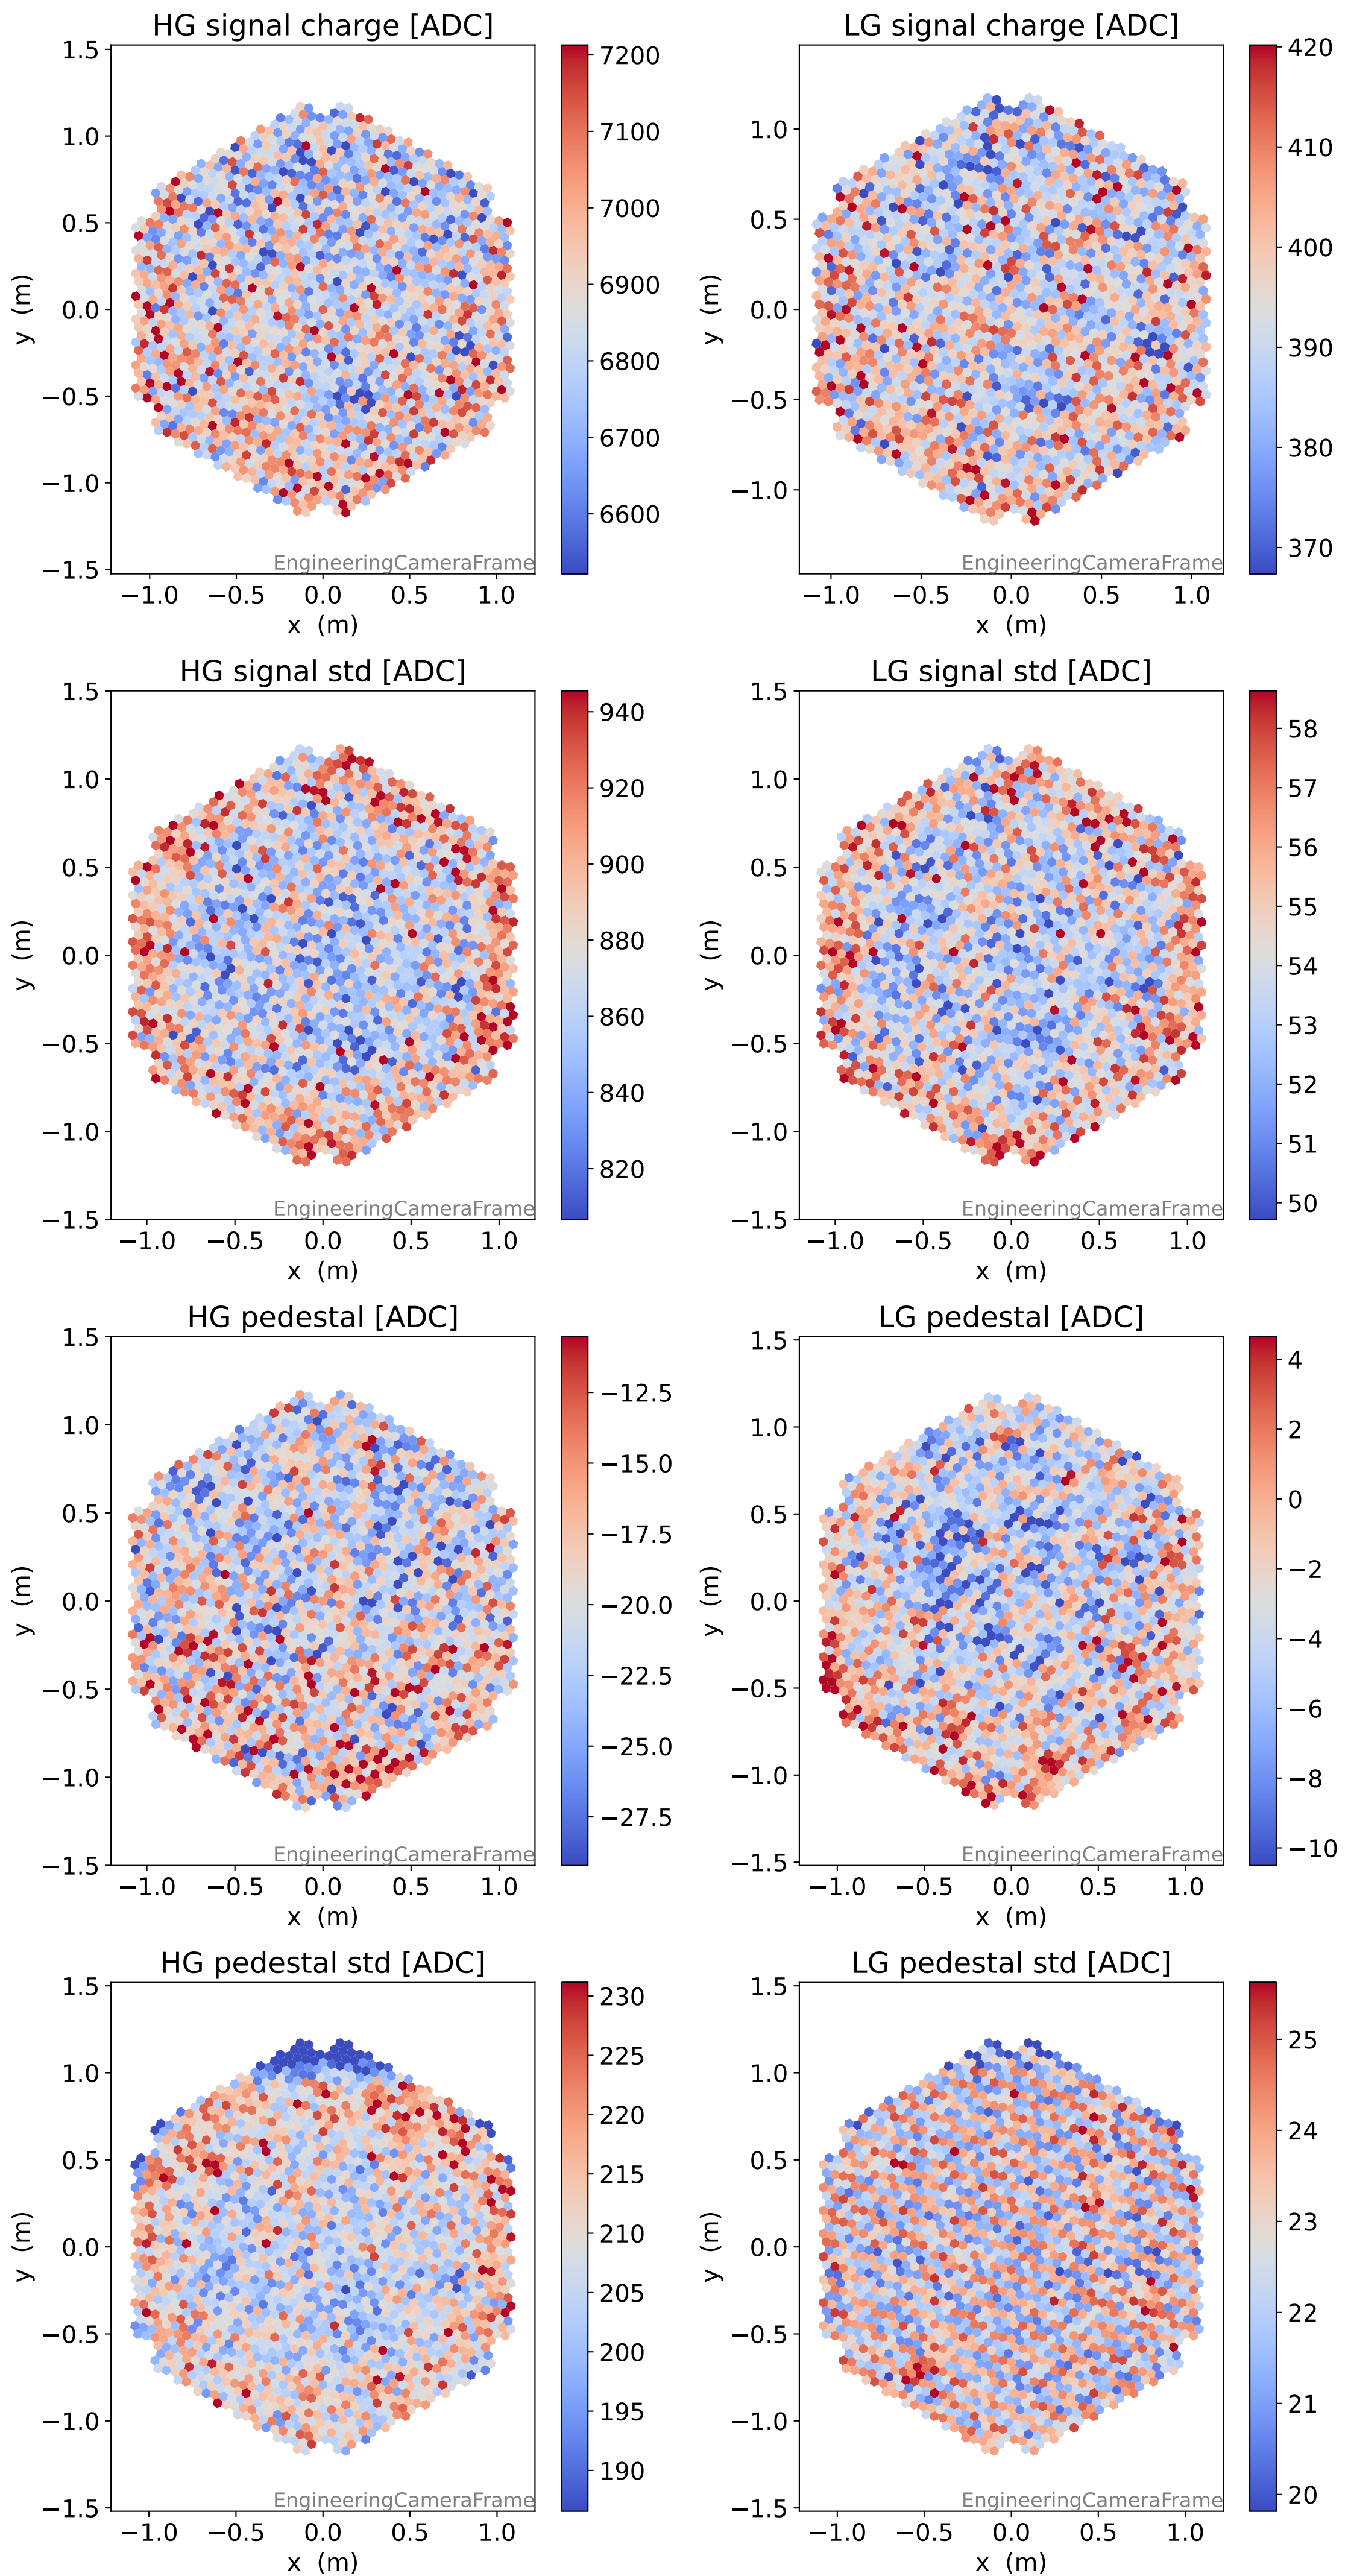 HG signal charge [ADC]
1.5
1.0
0.5
0.0
−0.5
−1.0
−1.5
y (m)
−1.0 −0.5 0.0 0.5 1.0
x (m)
EngineeringCameraFrame
7200
7100
7000
6900
6800
6700
6600
LG signal charge [ADC]
1.0
0.5
0.0
−0.5
−1.0
y (m)
−1.0 −0.5 0.0 0.5 1.0
x (m)
EngineeringCameraFrame
420
410
400
390
380
370
HG signal std [ADC]
1.5
1.0
0.5
0.0
−0.5
−1.0
−1.5
y (m)
−1.0 −0.5 0.0 0.5 1.0
x (m)
EngineeringCameraFrame
940
920
900
880
860
840
820
LG signal std [ADC]
1.5
1.0
0.5
0.0
−0.5
−1.0
−1.5
y (m)
−1.0 −0.5 0.0 0.5 1.0
x (m)
EngineeringCameraFrame
58
57
56
55
54
53
52
51
50
HG pedestal [ADC]
1.5
1.0
0.5
0.0
−0.5
−1.0
−1.5
y (m)
−1.0 −0.5 0.0 0.5 1.0
x (m)
EngineeringCameraFrame
−12.5
−15.0
−17.5
−20.0
−22.5
−25.0
−27.5
LG pedestal [ADC]
1.5
1.0
0.5
0.0
−0.5
−1.0
−1.5
y (m)
−1.0 −0.5 0.0 0.5 1.0
x (m)
EngineeringCameraFrame
4
2
0
−2
−4
−6
−8
−10
HG pedestal std [ADC]
1.5
1.0
0.5
0.0
−0.5
−1.0
−1.5
y (m)
−1.0 −0.5 0.0 0.5 1.0
x (m)
EngineeringCameraFrame
230
225
220
215
210
205
200
195
190
LG pedestal std [ADC]
1.5
1.0
0.5
0.0
−0.5
−1.0
−1.5
y (m)
−1.0 −0.5 0.0 0.5 1.0
x (m)
EngineeringCameraFrame
25
24
23
22
21
20